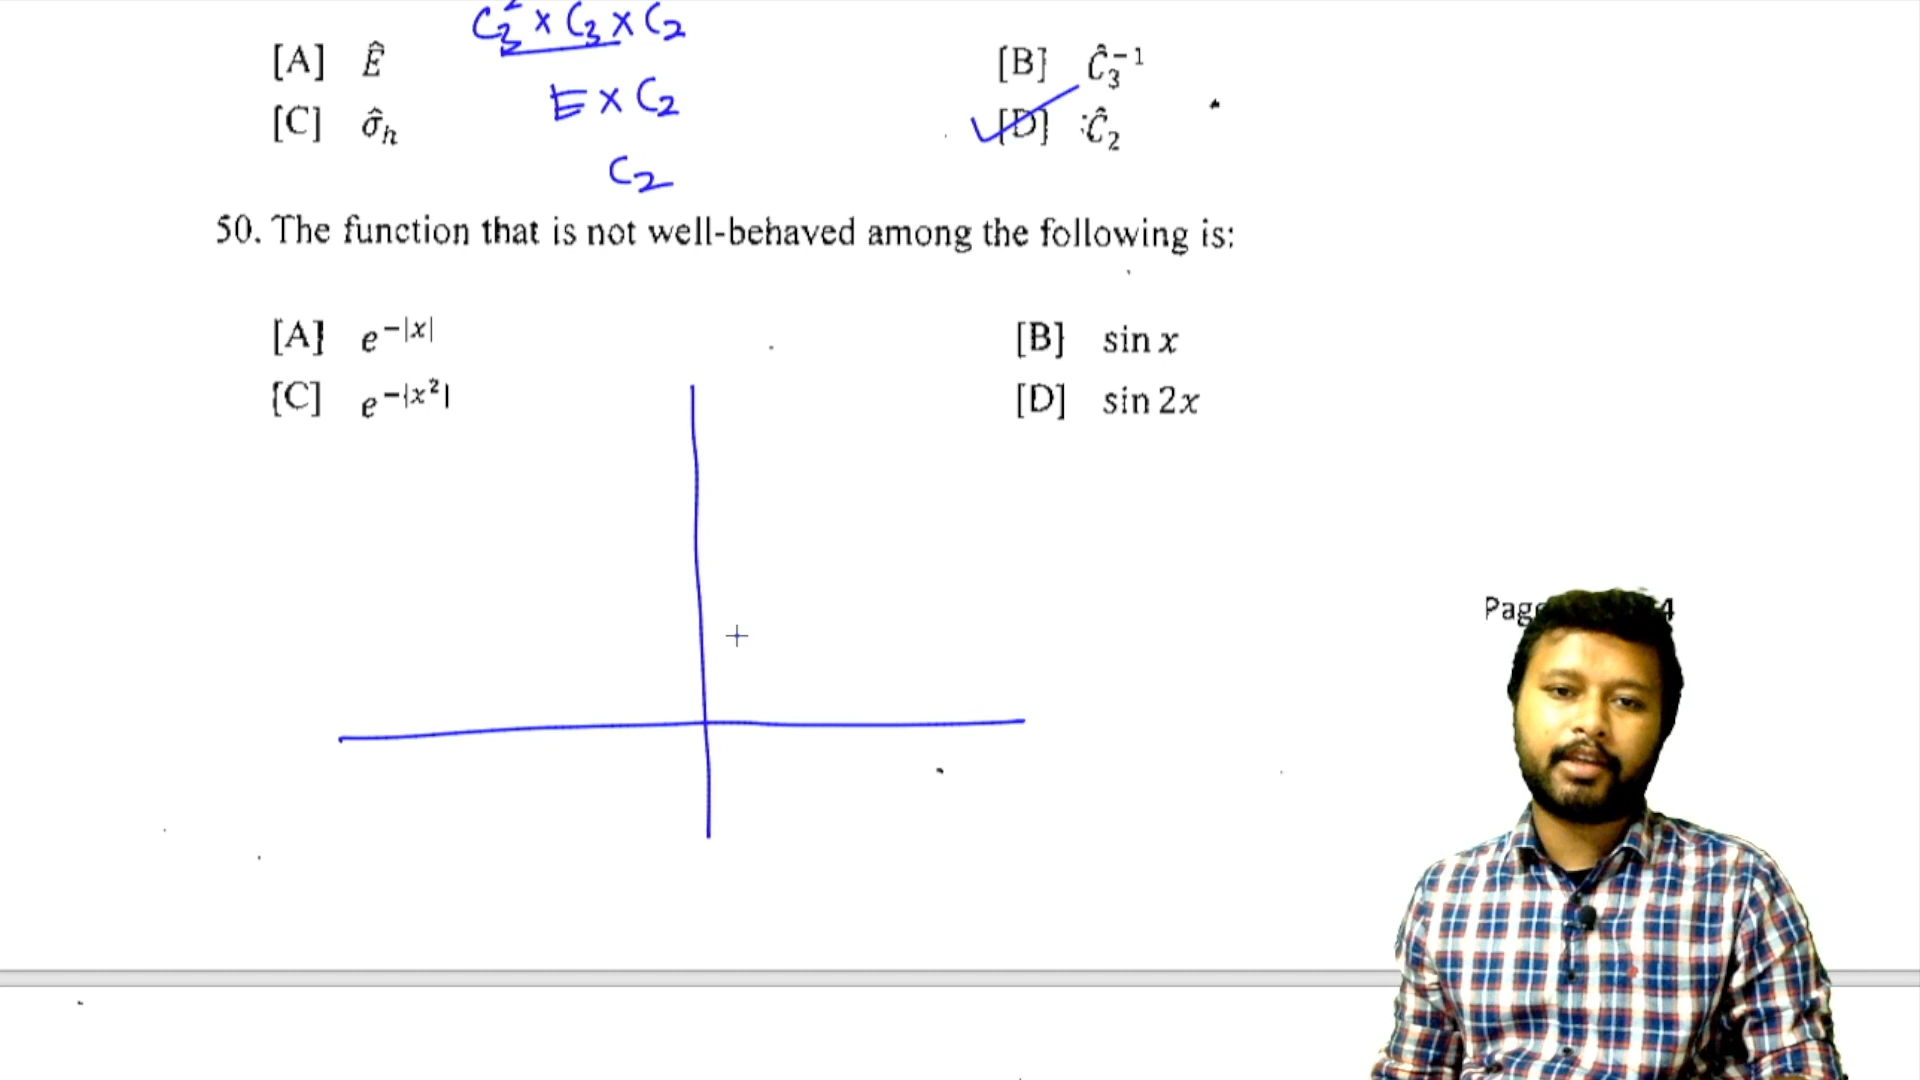 C₃² × C₃ × C₂
[A] Ê
[B] Ĉ₃⁻¹
E × C₂
[C] σ̂ₕ
[D] Ĉ₂
C₂
50. The function that is not well-behaved among the following is:
[A] e^−|x|
[B] sin x
[C] e^−|x²|
[D] sin 2x
4